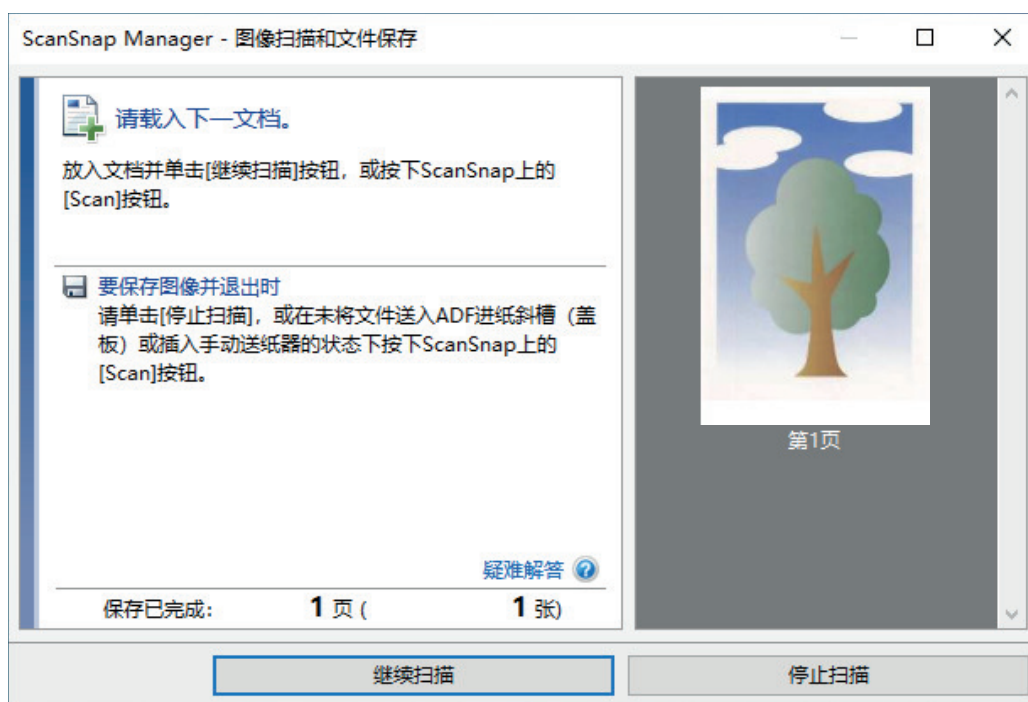 ScanSnap Manager - 图像扫描和文件保存
请载入下一文档。
放入文档并单击[继续扫描]按钮，或按下ScanSnap上的
[Scan]按钮。
要保存图像并退出时
请单击[停止扫描]，或在未将文件送入ADF进纸斜槽（盖
板）或插入手动送纸器的状态下按下ScanSnap上的
[Scan]按钮。
疑难解答
保存已完成： 1 页 ( 1 张)
第1页
继续扫描
停止扫描